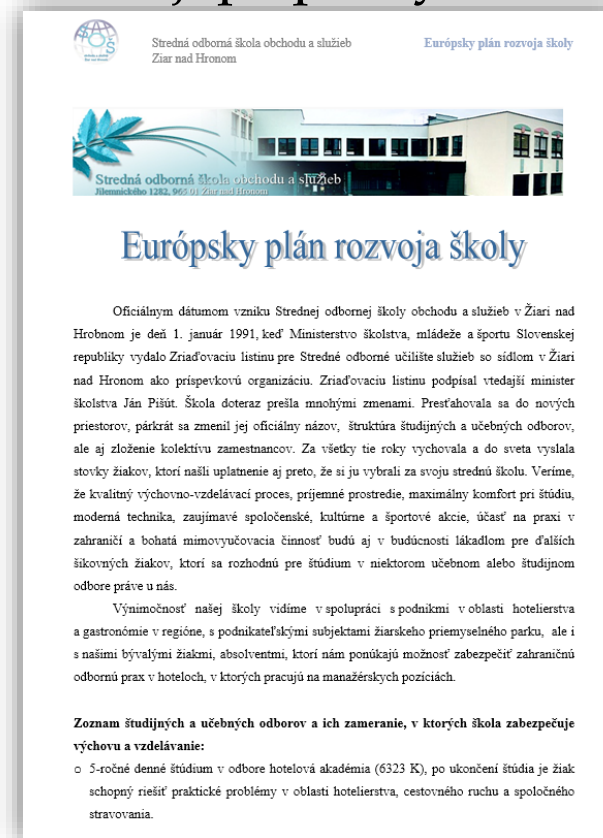 Stredná odborná škola obchodu a služieb
Európsky plán rozvoja školy
Ziar nad Hronom
Stredná odborná škola obchodu a služieb
Jilemnického 1282, 965 01 Ziar nad Hronom
Európsky plán rozvoja školy
Oficiálnym dátumom vzniku Strednej odbornej školy obchodu a služieb v Žiari nad
Hrobnom je deň 1. január 1991, keď Ministerstvo školstva, mládeže a športu Slovenskej
republiky vydalo Zriaďovaciu listinu pre Stredné odborné učilište služieb so sídlom v Žiari
nad Hronom ako príspevkovú organizáciu. Zriaďovaciu listinu podpísal vtedajší minister
školstva Ján Pišút. Škola doteraz prešla mnohými zmenami. Presťahovala sa do nových
priestorov, párkrát sa zmenil jej oficiálny názov, štruktúra študijných a učebných odborov,
ale aj zloženie kolektívu zamestnancov. Za všetky tie roky vychovala a do sveta vyslala
stovky žiakov, ktorí našli uplatnenie aj preto, že si ju vybrali za svoju strednú školu. Veríme,
že kvalitný výchovno-vzdelávací proces, príjemné prostredie, maximálny komfort pri štúdiu,
moderná technika, zaujímavé spoločenské, kultúrne a športové akcie, účasť na praxi v
zahraničí a bohatá mimovyučovacia činnosť budú aj v budúcnosti lákadlom pre ďalších
šikovných žiakov, ktorí sa rozhodnú pre štúdium v niektorom učebnom alebo študijnom
odbore práve u nás.
Výnimočnosť našej školy vidíme v spolupráci s podnikmi v oblasti hotelierstva
a gastronómie v regióne, s podnikateľskými subjektami žiarskeho priemyselného parku, ale i
s našimi bývalými žiakmi, absolventmi, ktorí nám ponúkajú možnosť zabezpečiť zahraničnú
odbornú prax v hoteloch, v ktorých pracujú na manažérskych pozíciách.
Zoznam študijných a učebných odborov a ich zameranie, v ktorých škola zabezpečuje
výchovu a vzdelávanie:
o 5-ročné denné štúdium v odbore hotelová akadémia (6323 K), po ukončení štúdia je žiak
schopný riešiť praktické problémy v oblasti hotelierstva, cestovného ruchu a spoločného
stravovania.